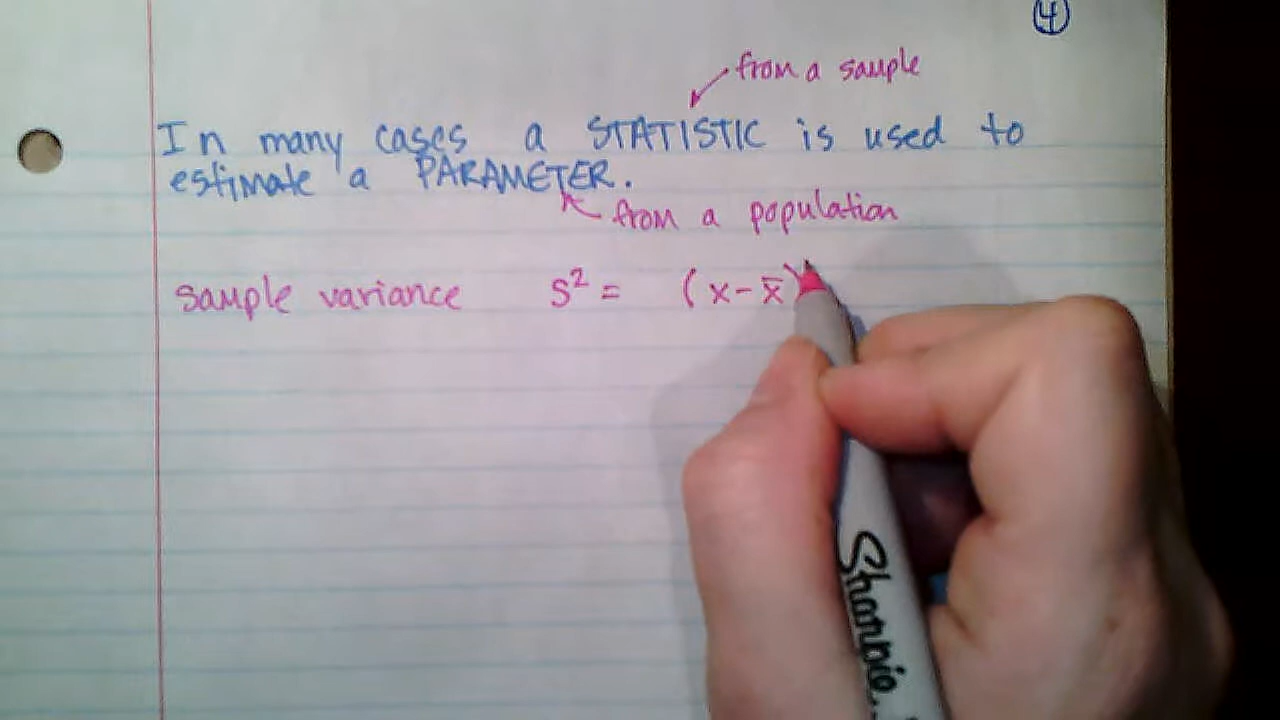 4
from a sample
In many cases a STATISTIC is used to
estimate a PARAMETER.
from a population
sample variance S² = (x - x̄)
Sharpie